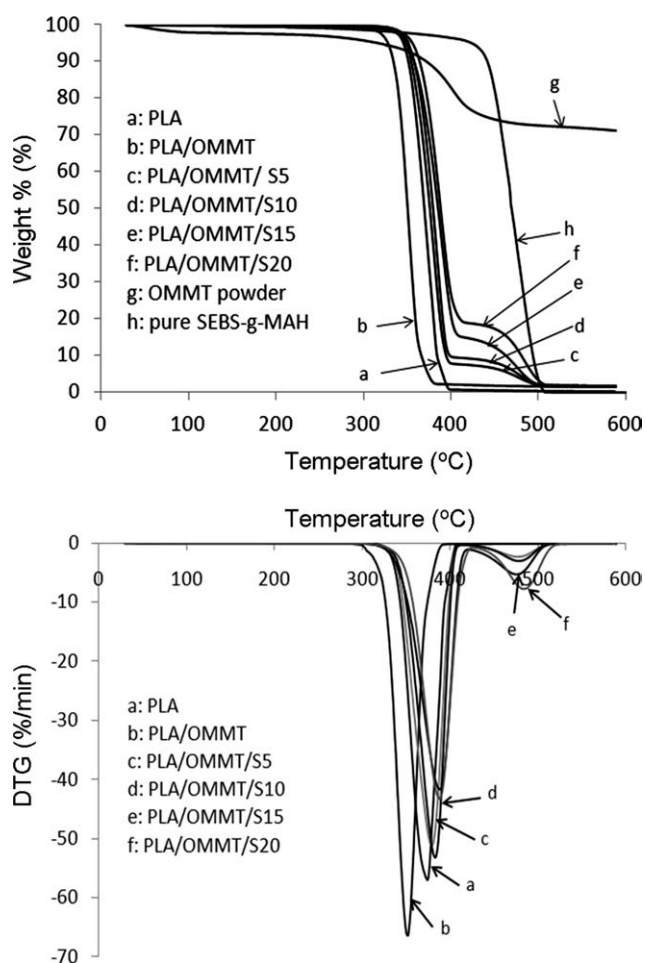 Weight % (%)
100
90
80
70
60
50
40
30
20
10
0
a: PLA
b: PLA/OMMT
c: PLA/OMMT/ S5
d: PLA/OMMT/S10
e: PLA/OMMT/S15
f: PLA/OMMT/S20
g: OMMT powder
h: pure SEBS-g-MAH
g
h
f
e
d
c
b
a
0 100 200 300 400 500 600
Temperature (°C)
Temperature (°C)
0 100 200 300 400 500 600
DTG (%/min)
0
-10
-20
-30
-40
-50
-60
-70
a: PLA
b: PLA/OMMT
c: PLA/OMMT/S5
d: PLA/OMMT/S10
e: PLA/OMMT/S15
f: PLA/OMMT/S20
e
f
d
c
a
b